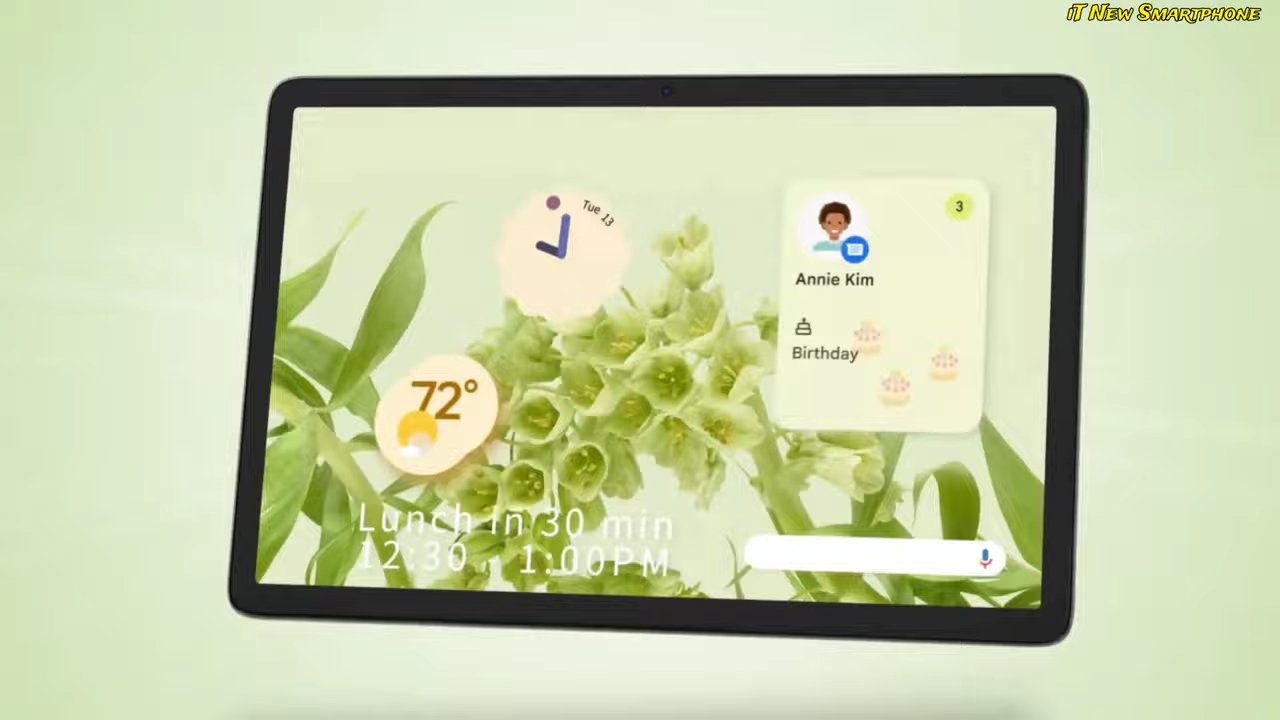 iT New Smartphone
Tue 13
3
Annie Kim
Birthday
72°
Lunch in 30 min
12:30 - 1:00PM